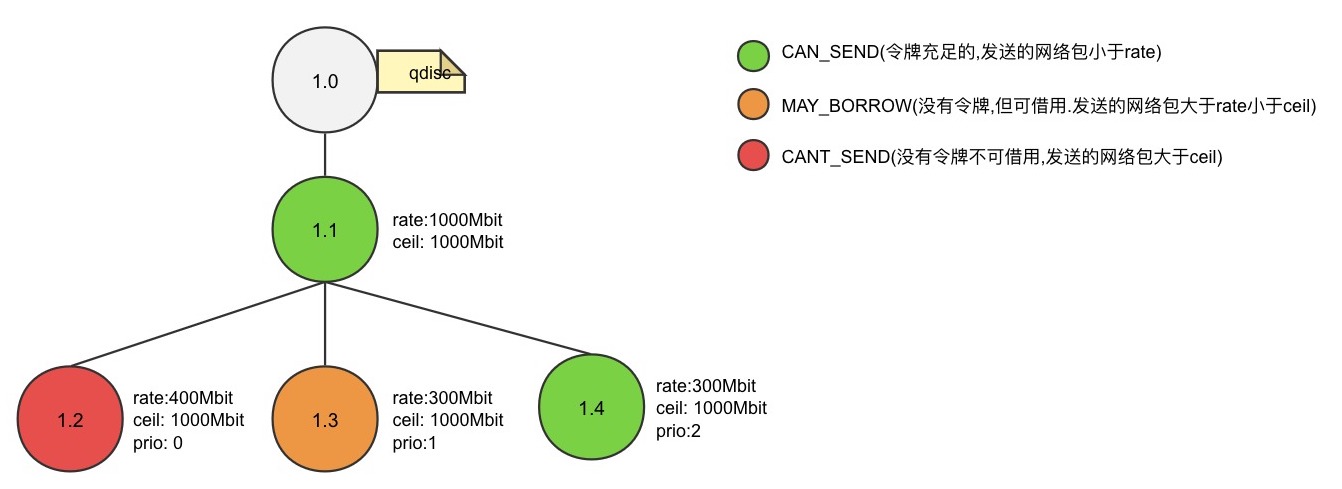 1.0
qdisc
CAN_SEND(令牌充足的,发送的网络包小于rate)
MAY_BORROW(没有令牌,但可借用.发送的网络包大于rate小于ceil)
CANT_SEND(没有令牌不可借用,发送的网络包大于ceil)
1.1
rate:1000Mbit
ceil: 1000Mbit
1.2
rate:400Mbit
ceil: 1000Mbit
prio: 0
1.3
rate:300Mbit
ceil: 1000Mbit
prio:1
1.4
rate:300Mbit
ceil: 1000Mbit
prio:2